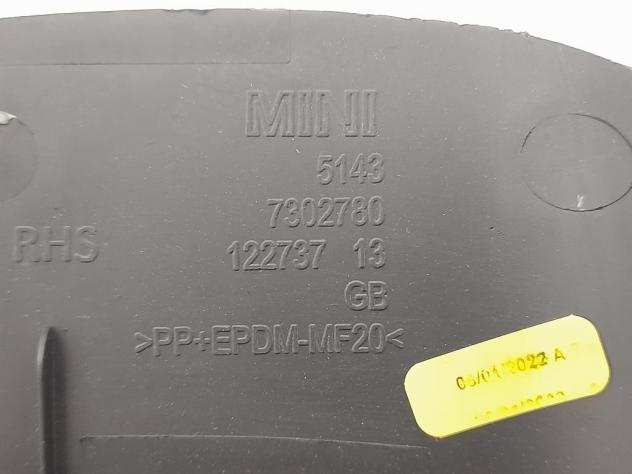 MINI
5143
7302780
RHS
122737 13
GB
>PP+EPDM-MF20<
A